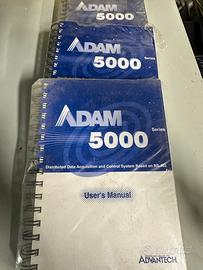 ADAM
5000
ADAM
5000
Series
ADAM
5000
Series
Distributed Data Acquisition and Control System Based on RS-485
User's Manual
ADVANTECH